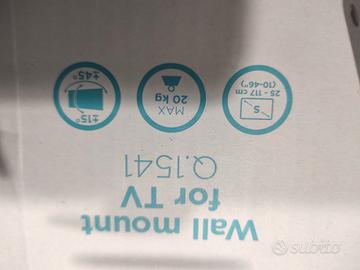 Wall mount
for TV
Q.1541
S
25 - 117 cm
(10-46")
MAX
20 kg
±15°
±45°
subito